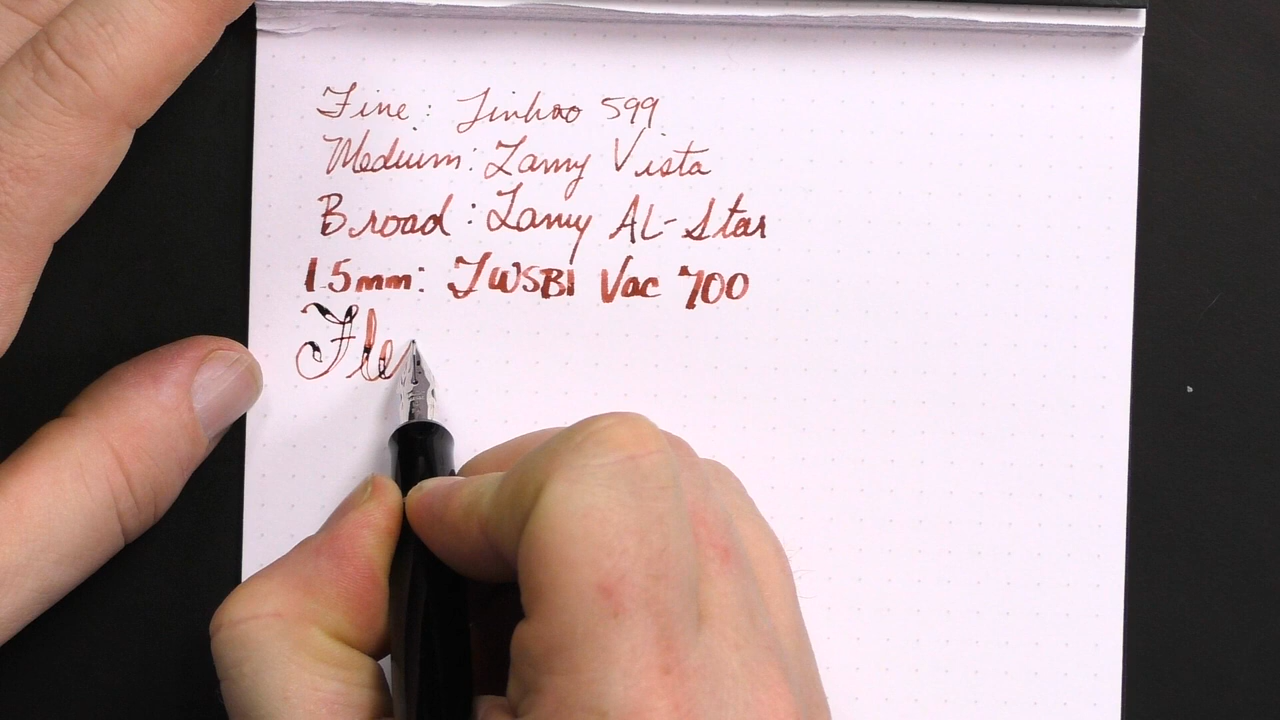 Fine: Jinhao 599
Medium: Lamy Vista
Broad: Lamy AL-Star
1.5mm: TWSBI Vac 700
Fle